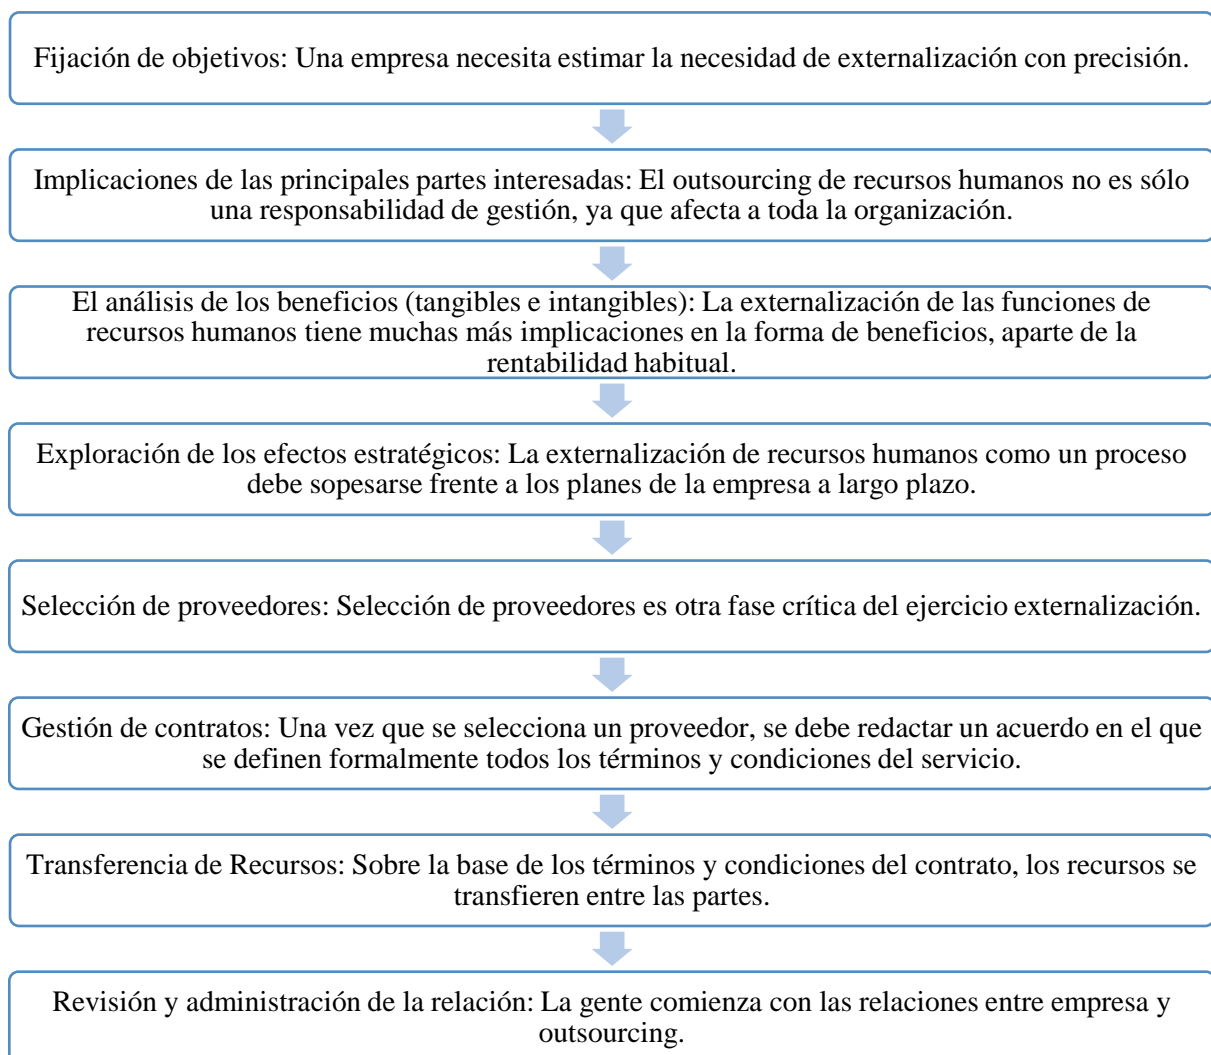 Fijación de objetivos: Una empresa necesita estimar la necesidad de externalización con precisión.
Implicaciones de las principales partes interesadas: El outsourcing de recursos humanos no es sólo
una responsabilidad de gestión, ya que afecta a toda la organización.
El análisis de los beneficios (tangibles e intangibles): La externalización de las funciones de
recursos humanos tiene muchas más implicaciones en la forma de beneficios, aparte de la
rentabilidad habitual.
Exploración de los efectos estratégicos: La externalización de recursos humanos como un proceso
debe sopesarse frente a los planes de la empresa a largo plazo.
Selección de proveedores: Selección de proveedores es otra fase crítica del ejercicio externalización.
Gestión de contratos: Una vez que se selecciona un proveedor, se debe redactar un acuerdo en el que
se definen formalmente todos los términos y condiciones del servicio.
Transferencia de Recursos: Sobre la base de los términos y condiciones del contrato, los recursos se
transfieren entre las partes.
Revisión y administración de la relación: La gente comienza con las relaciones entre empresa y
outsourcing.